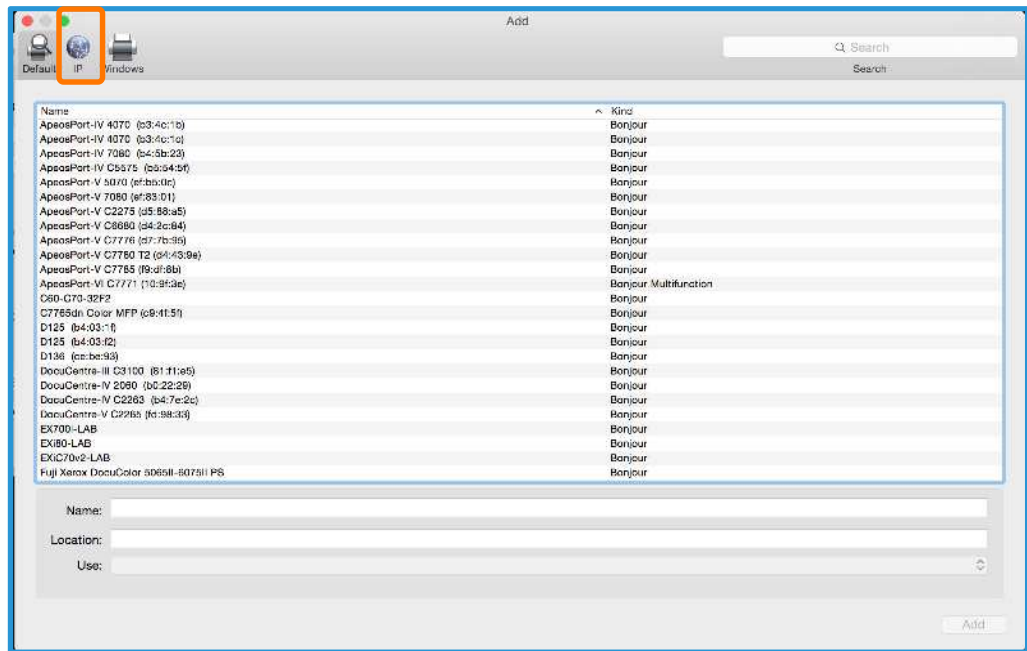 Add
Search
Default IP Windows Search
Name Kind
ApeosPort-IV 4070 (b3:4c:1b) Bonjour
ApeosPort-IV 4070 (b3:4c:1c) Bonjour
ApeosPort-IV 7080 (b4:5b:23) Bonjour
ApeosPort-IV C5575 (b5:54:5f) Bonjour
ApeosPort-V 5070 (ef:b5:0c) Bonjour
ApeosPort-V 7080 (ef:83:01) Bonjour
ApeosPort-V C2275 (d5:88:a5) Bonjour
ApeosPort-V C6680 (d4:2c:84) Bonjour
ApeosPort-V C7776 (d7:7b:95) Bonjour
ApeosPort-V C7780 T2 (d4:43:9e) Bonjour
ApeosPort-V C7785 (f9:df:8b) Bonjour
ApeosPort-VI C7771 (10:9f:3e) Bonjour Multifunction
C60-C70-32F2 Bonjour
C7765dn Color MFP (c9:41:5f) Bonjour
D125 (b4:03:1f) Bonjour
D125 (b4:03:f2) Bonjour
D136 (ce:be:93) Bonjour
DocuCentre-III C3100 (81:f1:e5) Bonjour
DocuCentre-IV 2060 (b0:22:29) Bonjour
DocuCentre-IV C2263 (b4:7e:2c) Bonjour
DocuCentre-V C2265 (fd:98:33) Bonjour
EX700i-LAB Bonjour
EXi80-LAB Bonjour
EXiC70v2-LAB Bonjour
Fuji Xerox DocuColor 5065II-6075II PS Bonjour
Name:
Location:
Use:
Add